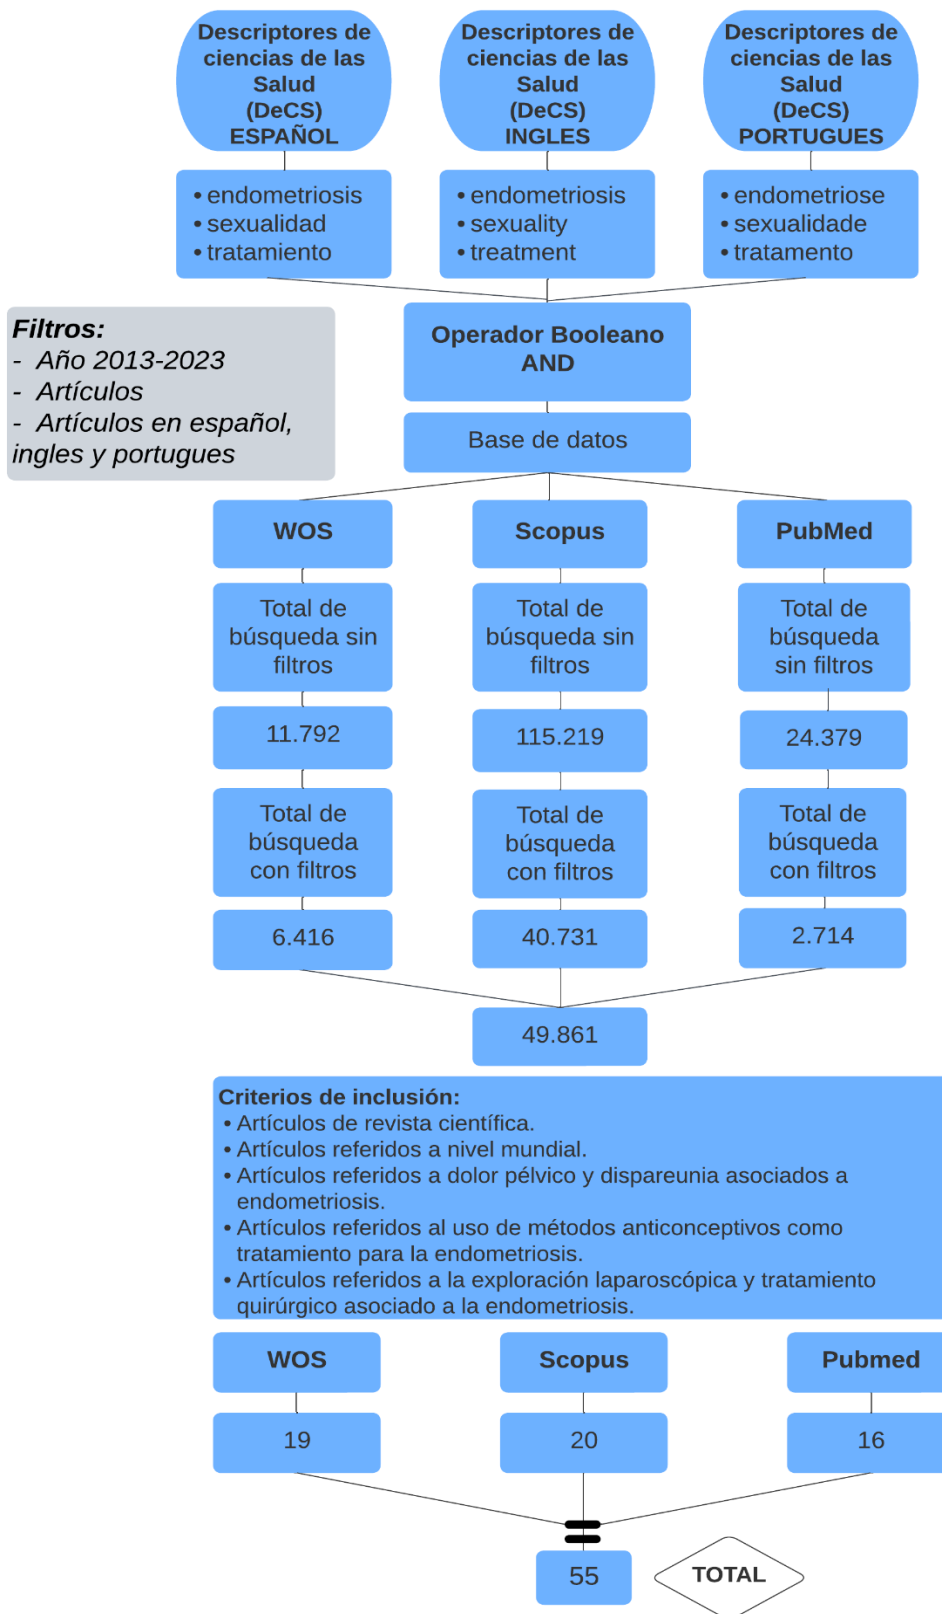 Descriptores de
ciencias de las
Salud
(DeCS)
ESPAÑOL
Descriptores de
ciencias de las
Salud
(DeCS)
INGLES
Descriptores de
ciencias de las
Salud
(DeCS)
PORTUGUES
• endometriosis
• sexualidad
• tratamiento
• endometriosis
• sexuality
• treatment
• endometriose
• sexualidade
• tratamento
Filtros:
- Año 2013-2023
- Artículos
- Artículos en español,
ingles y portugues
Operador Booleano
AND
Base de datos
WOS
Scopus
PubMed
Total de
búsqueda sin
filtros
Total de
búsqueda sin
filtros
Total de
búsqueda
sin filtros
11.792
115.219
24.379
Total de
búsqueda
con filtros
Total de
búsqueda
con filtros
Total de
búsqueda
con filtros
6.416
40.731
2.714
49.861
Criterios de inclusión:
• Artículos de revista científica.
• Artículos referidos a nivel mundial.
• Artículos referidos a dolor pélvico y dispareunia asociados a
endometriosis.
• Artículos referidos al uso de métodos anticonceptivos como
tratamiento para la endometriosis.
• Artículos referidos a la exploración laparoscópica y tratamiento
quirúrgico asociado a la endometriosis.
WOS
Scopus
Pubmed
19
20
16
55
TOTAL